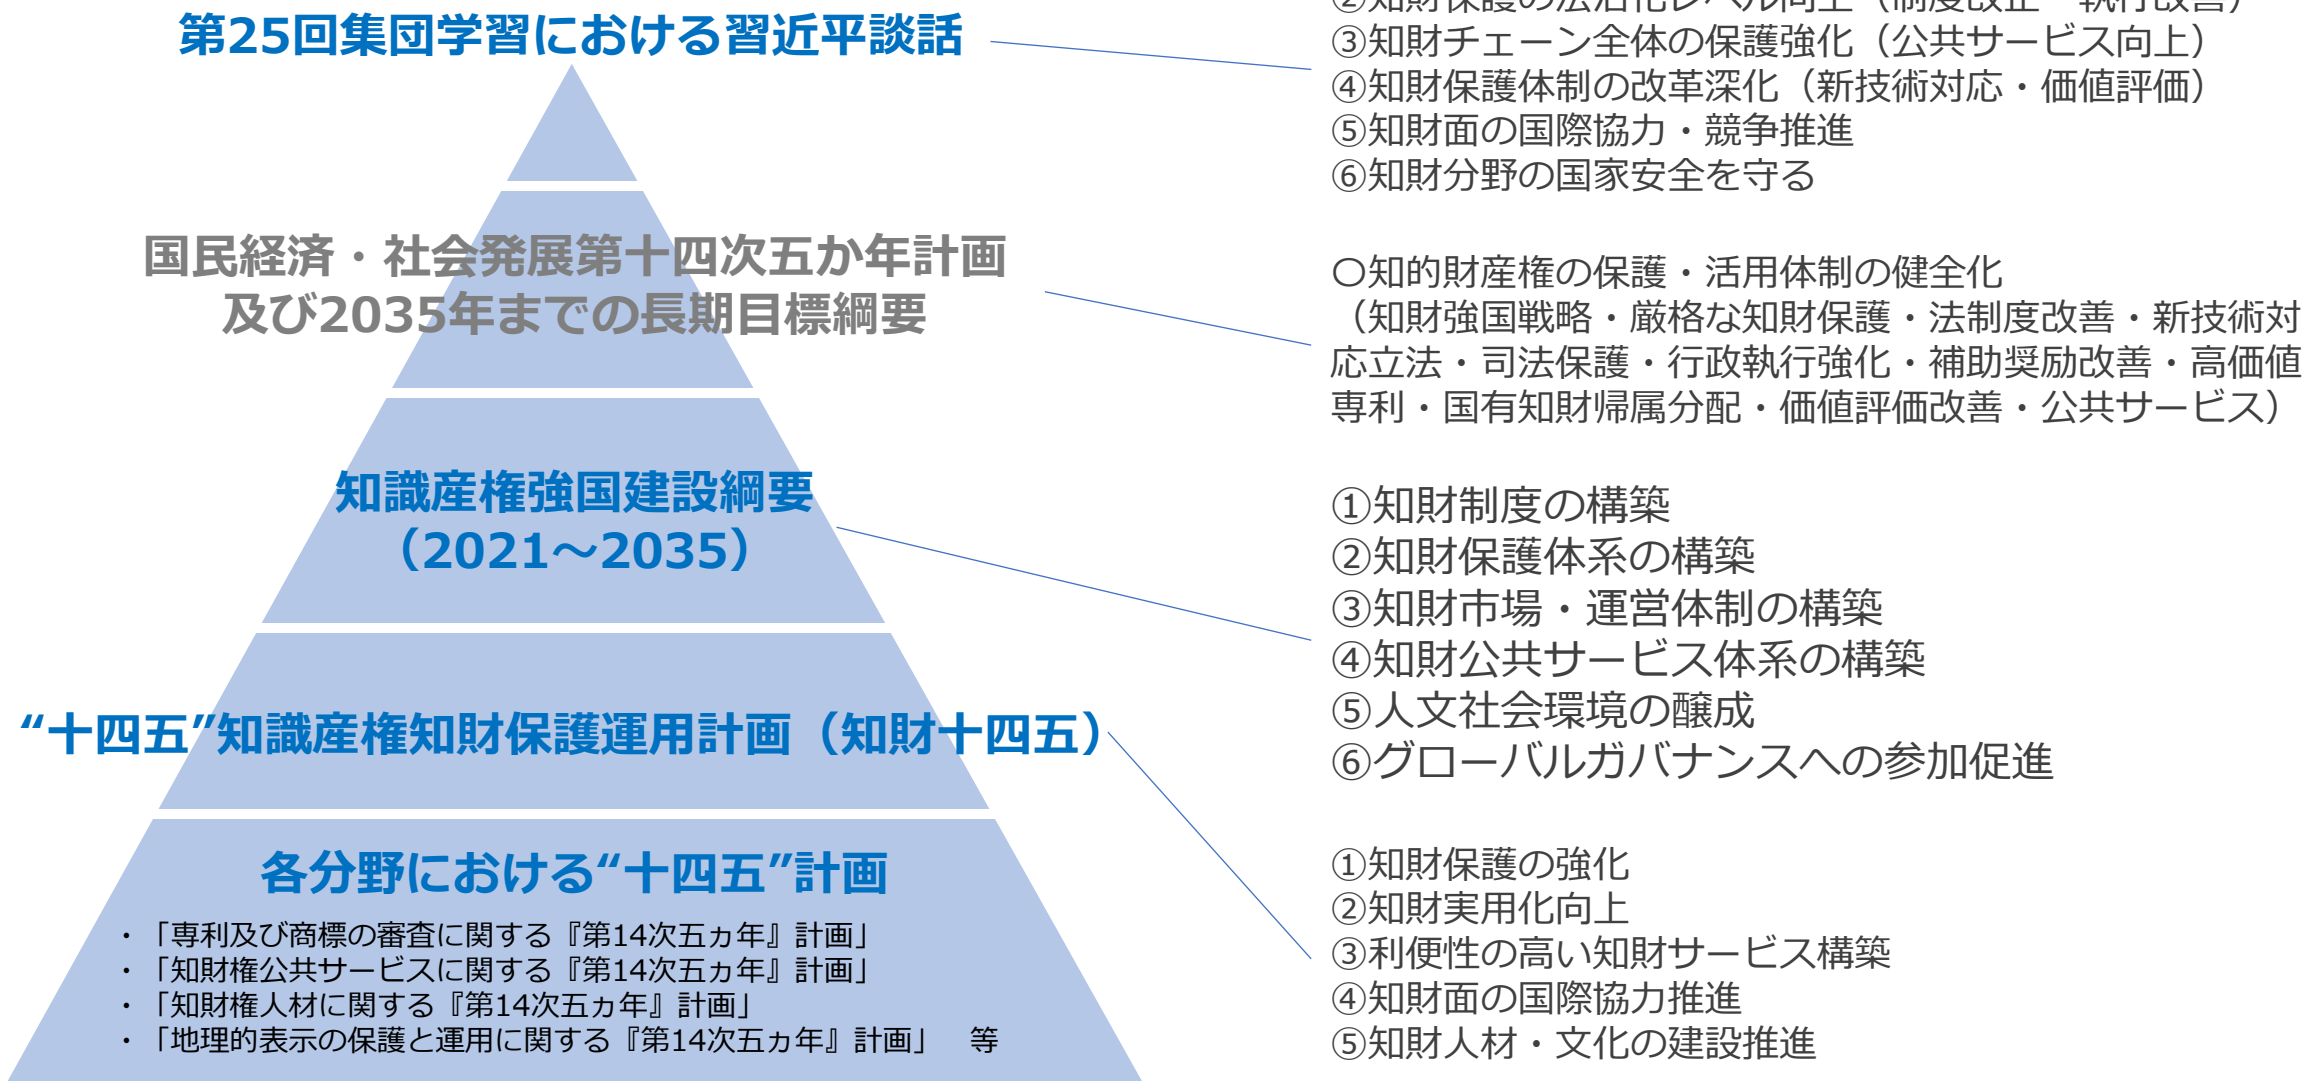 第25回集団学習における習近平談話
国民経済・社会発展第十四次五か年計画
及び2035年までの長期目標綱要
知識産権強国建設綱要
（2021～2035）
“十四五”知識産権知財保護運用計画（知財十四五）
各分野における“十四五”計画
・「専利及び商標の審査に関する『第14次五ヵ年』計画」
・「知財権公共サービスに関する『第14次五ヵ年』計画」
・「知財権人材に関する『第14次五ヵ年』計画」
・「地理的表示の保護と運用に関する『第14次五ヵ年』計画」　等
②知財保護の法治化レベル向上（制度改正・執行改善）
③知財チェーン全体の保護強化（公共サービス向上）
④知財保護体制の改革深化（新技術対応・価値評価）
⑤知財面の国際協力・競争推進
⑥知財分野の国家安全を守る
〇知的財産権の保護・活用体制の健全化
（知財強国戦略・厳格な知財保護・法制度改善・新技術対
応立法・司法保護・行政執行強化・補助奨励改善・高価値
専利・国有知財帰属分配・価値評価改善・公共サービス）
①知財制度の構築
②知財保護体系の構築
③知財市場・運営体制の構築
④知財公共サービス体系の構築
⑤人文社会環境の醸成
⑥グローバルガバナンスへの参加促進
①知財保護の強化
②知財実用化向上
③利便性の高い知財サービス構築
④知財面の国際協力推進
⑤知財人材・文化の建設推進